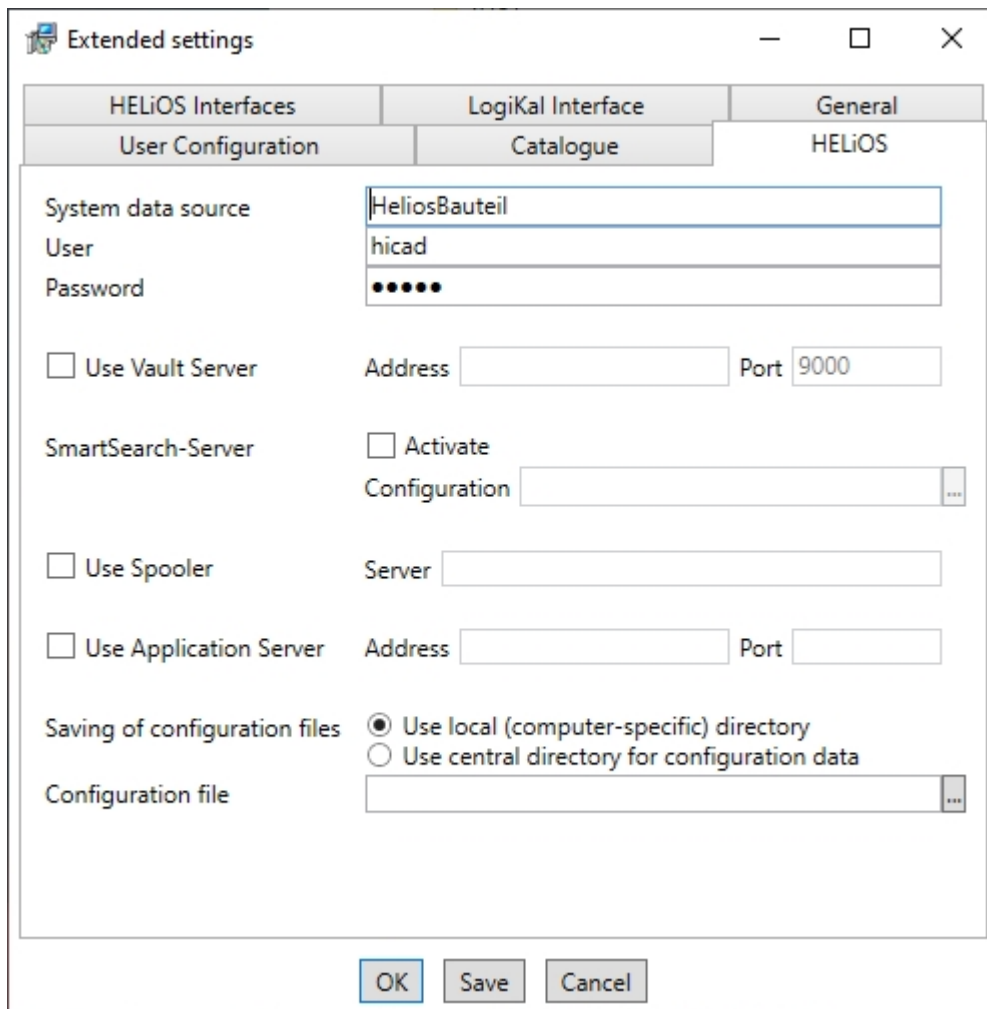 Extended settings
HELiOS Interfaces LogiKal Interface General
User Configuration Catalogue HELiOS
System data source HeliosBauteil
User hicad
Password ●●●●●
Use Vault Server Address Port 9000
SmartSearch-Server Activate
Configuration ...
Use Spooler Server
Use Application Server Address Port
Saving of configuration files Use local (computer-specific) directory
Use central directory for configuration data
Configuration file ...
OK Save Cancel